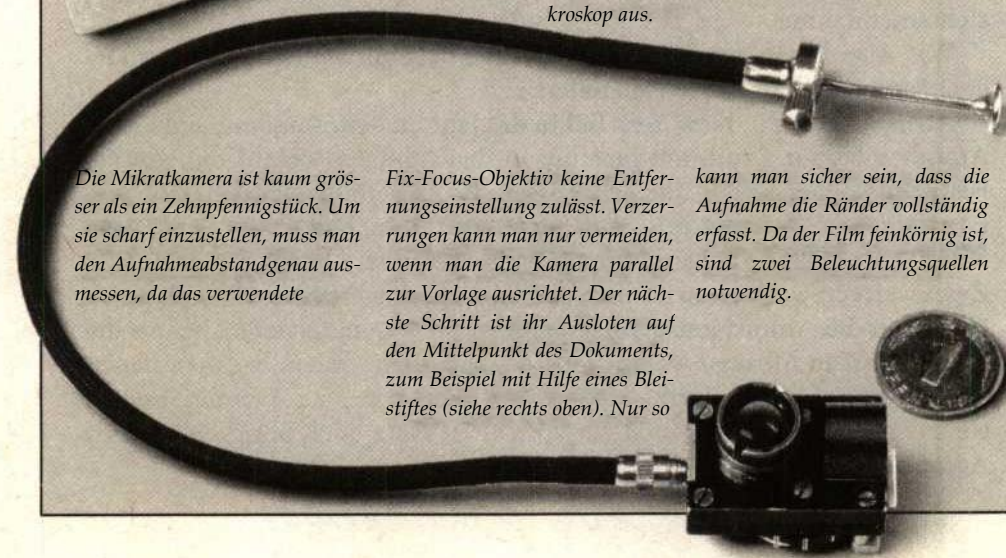 kroskop aus.
Die Mikratkamera ist kaum grös-
ser als ein Zehnpfennigstück. Um
sie scharf einzustellen, muss man
den Aufnahmeabstandgenau aus-
messen, da das verwendete
Fix-Focus-Objektiv keine Entfer-
nungseinstellung zulässt. Verzer-
rungen kann man nur vermeiden,
wenn man die Kamera parallel
zur Vorlage ausrichtet. Der näch-
ste Schritt ist ihr Ausloten auf
den Mittelpunkt des Dokuments,
zum Beispiel mit Hilfe eines Blei-
stiftes (siehe rechts oben). Nur so
kann man sicher sein, dass die
Aufnahme die Ränder vollständig
erfasst. Da der Film feinkörnig ist,
sind zwei Beleuchtungsquellen
notwendig.